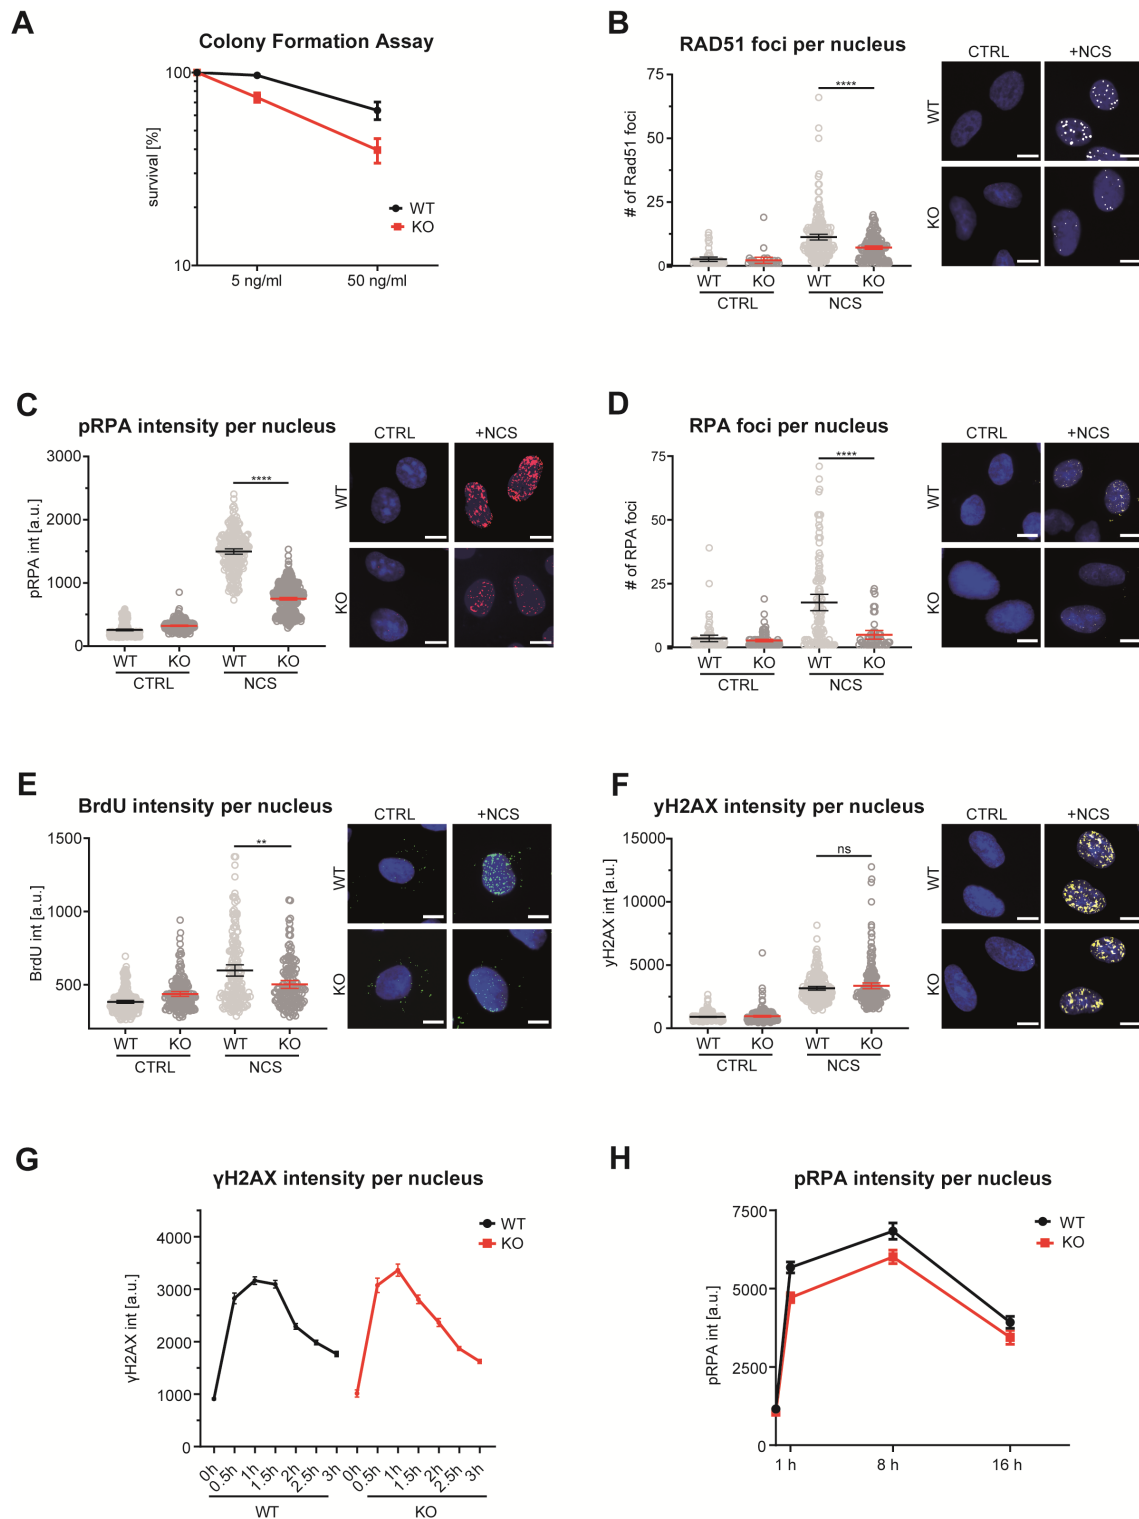 A
Colony Formation Assay
100
10
survival [%]
5 ng/ml
50 ng/ml
WT
KO
B
RAD51 foci per nucleus
75
50
25
0
# of Rad51 foci
****
WT KO WT KO
CTRL NCS
CTRL +NCS
WT
KO
C
pRPA intensity per nucleus
3000
2000
1000
0
pRPA int [a.u.]
****
WT KO WT KO
CTRL NCS
CTRL +NCS
WT
KO
D
RPA foci per nucleus
75
50
25
0
# of RPA foci
****
WT KO WT KO
CTRL NCS
CTRL +NCS
WT
KO
E
BrdU intensity per nucleus
1500
1000
500
BrdU int [a.u.]
**
WT KO WT KO
CTRL NCS
CTRL +NCS
WT
KO
F
yH2AX intensity per nucleus
15000
10000
5000
0
yH2AX int [a.u.]
ns
WT KO WT KO
CTRL NCS
CTRL +NCS
WT
KO
G
γH2AX intensity per nucleus
4000
3000
2000
1000
0
γH2AX int [a.u.]
WT
KO
0h 0.5h 1h 1.5h 2h 2.5h 3h 0h 0.5h 1h 1.5h 2h 2.5h 3h
WT KO
H
pRPA intensity per nucleus
7500
5000
2500
0
pRPA int [a.u.]
WT
KO
1 h 8 h 16 h